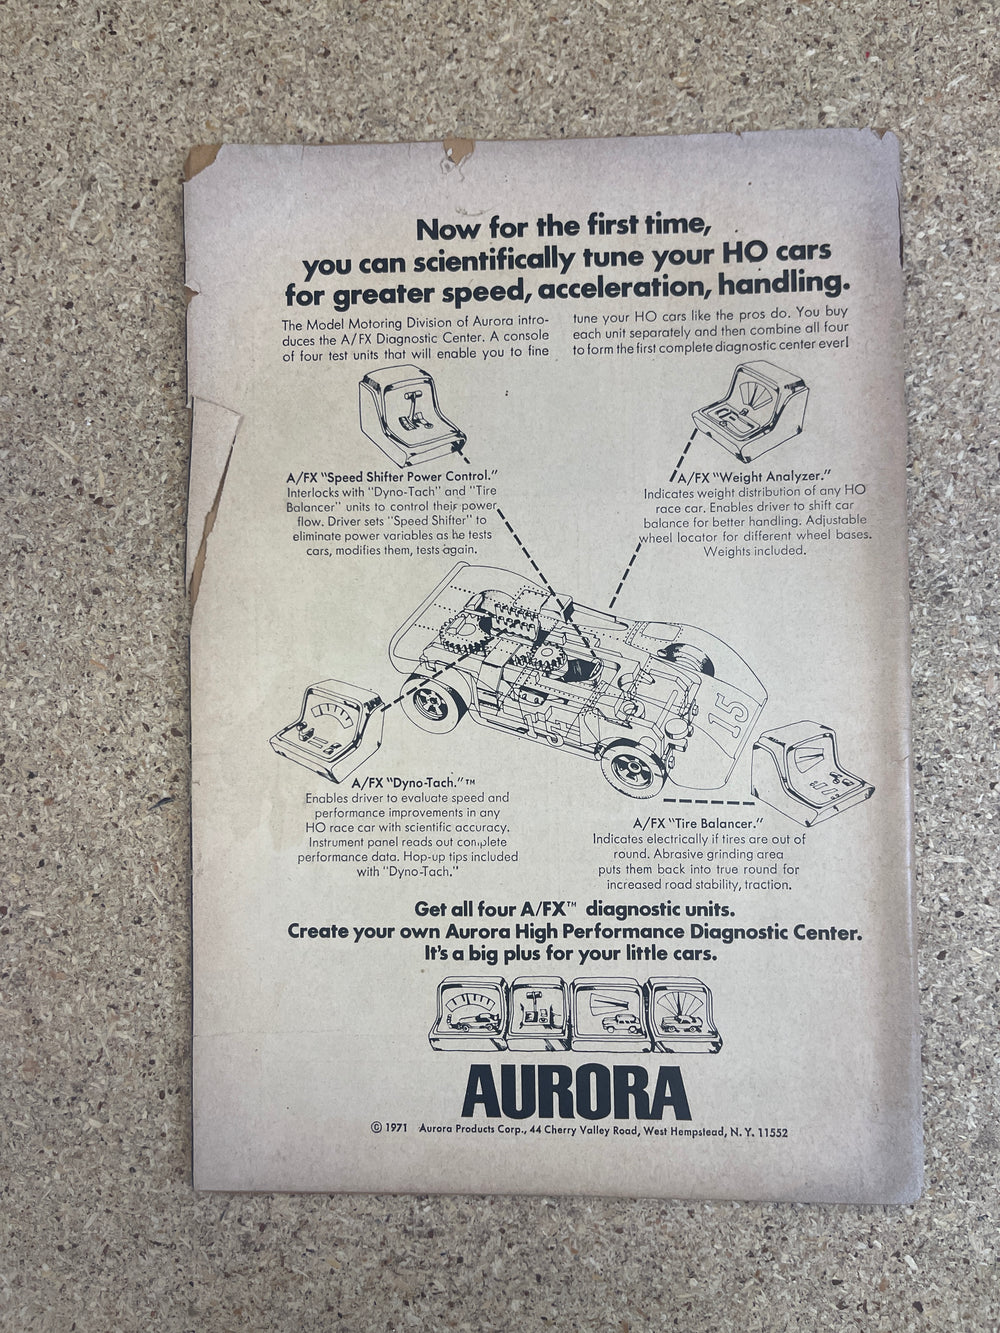 Now for the first time,
you can scientifically tune your HO cars
for greater speed, acceleration, handling.
The Model Motoring Division of Aurora intro-
duces the A/FX Diagnostic Center. A console
of four test units that will enable you to fine
tune your HO cars like the pros do. You buy
each unit separately and then combine all four
to form the first complete diagnostic center ever!
A/FX "Speed Shifter Power Control."
Interlocks with "Dyno-Tach" and "Tire
Balancer" units to control their power
flow. Driver sets "Speed Shifter" to
eliminate power variables as he tests
cars, modifies them, tests again.
A/FX "Weight Analyzer."
Indicates weight distribution of any HO
race car. Enables driver to shift car
balance for better handling. Adjustable
wheel locator for different wheel bases.
Weights included.
15
A/FX "Dyno-Tach."™
Enables driver to evaluate speed and
performance improvements in any
HO race car with scientific accuracy.
Instrument panel reads out complete
performance data. Hop-up tips included
with "Dyno-Tach."
A/FX "Tire Balancer."
Indicates electrically if tires are out of
round. Abrasive grinding area
puts them back into true round for
increased road stability, traction.
Get all four A/FX™ diagnostic units.
Create your own Aurora High Performance Diagnostic Center.
It's a big plus for your little cars.
AURORA
© 1971 Aurora Products Corp., 44 Cherry Valley Road, West Hempstead, N. Y. 11552